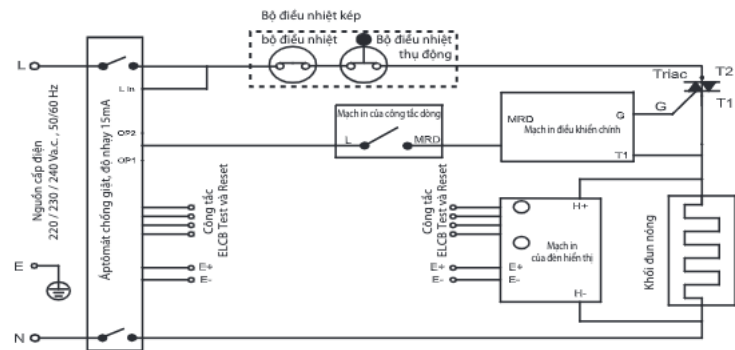 Bộ điều nhiệt kép
bộ điều nhiệt
Bộ điều nhiệt
thụ động
L
L In
OP2
OP1
Nguồn cấp điện
220 / 230 / 240 Va.c., 50/60 Hz
Áptômát chống giật, độ nhạy 15mA
Mạch in của công tắc dòng
L
MRD
MRD
G
Mạch in điều khiển chính
T1
Triac
T2
T1
G
Công tắc
ELCB Test và Reset
E+
E-
Công tắc
ELCB Test và Reset
E+
E-
E+
E-
H+
Mạch in
của đèn hiển thị
H-
Khối đun nóng
E
N